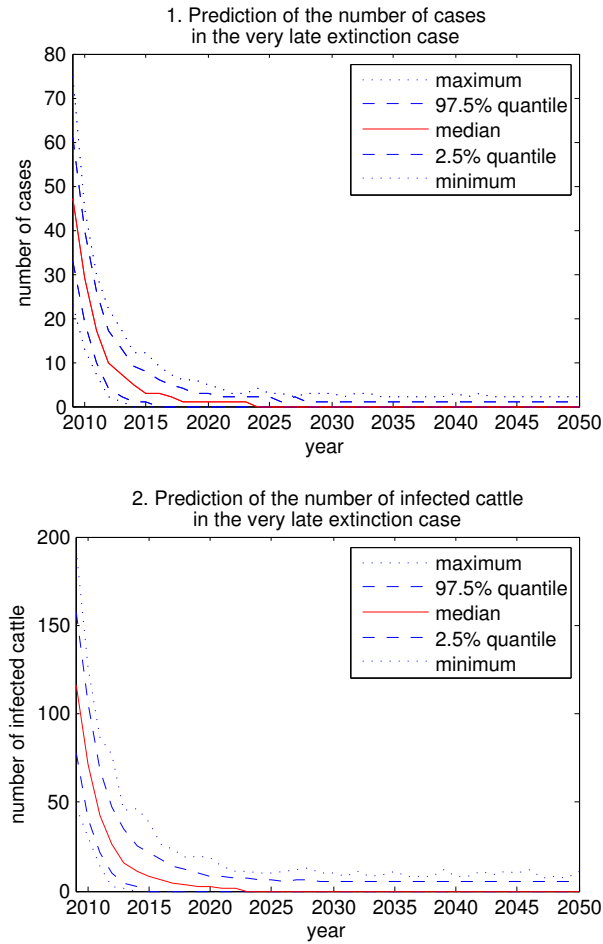 1. Prediction of the number of cases
in the very late extinction case
80
70
60
50
40
30
20
10
0
number of cases
maximum
97.5% quantile
median
2.5% quantile
minimum
2010 2015 2020 2025 2030 2035 2040 2045 2050
year
2. Prediction of the number of infected cattle
in the very late extinction case
200
150
100
50
0
number of infected cattle
maximum
97.5% quantile
median
2.5% quantile
minimum
2010 2015 2020 2025 2030 2035 2040 2045 2050
year